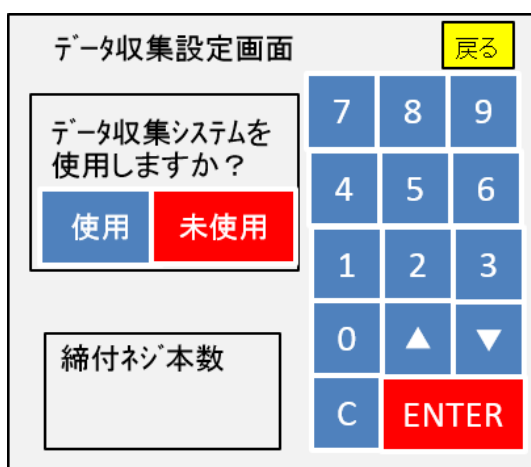 ﾃﾞｰﾀ収集設定画面
戻る
ﾃﾞｰﾀ収集ｼｽﾃﾑを
使用しますか？
使用 未使用
締付ﾈｼﾞ本数
7 8 9
4 5 6
1 2 3
0 ▲ ▼
C ENTER